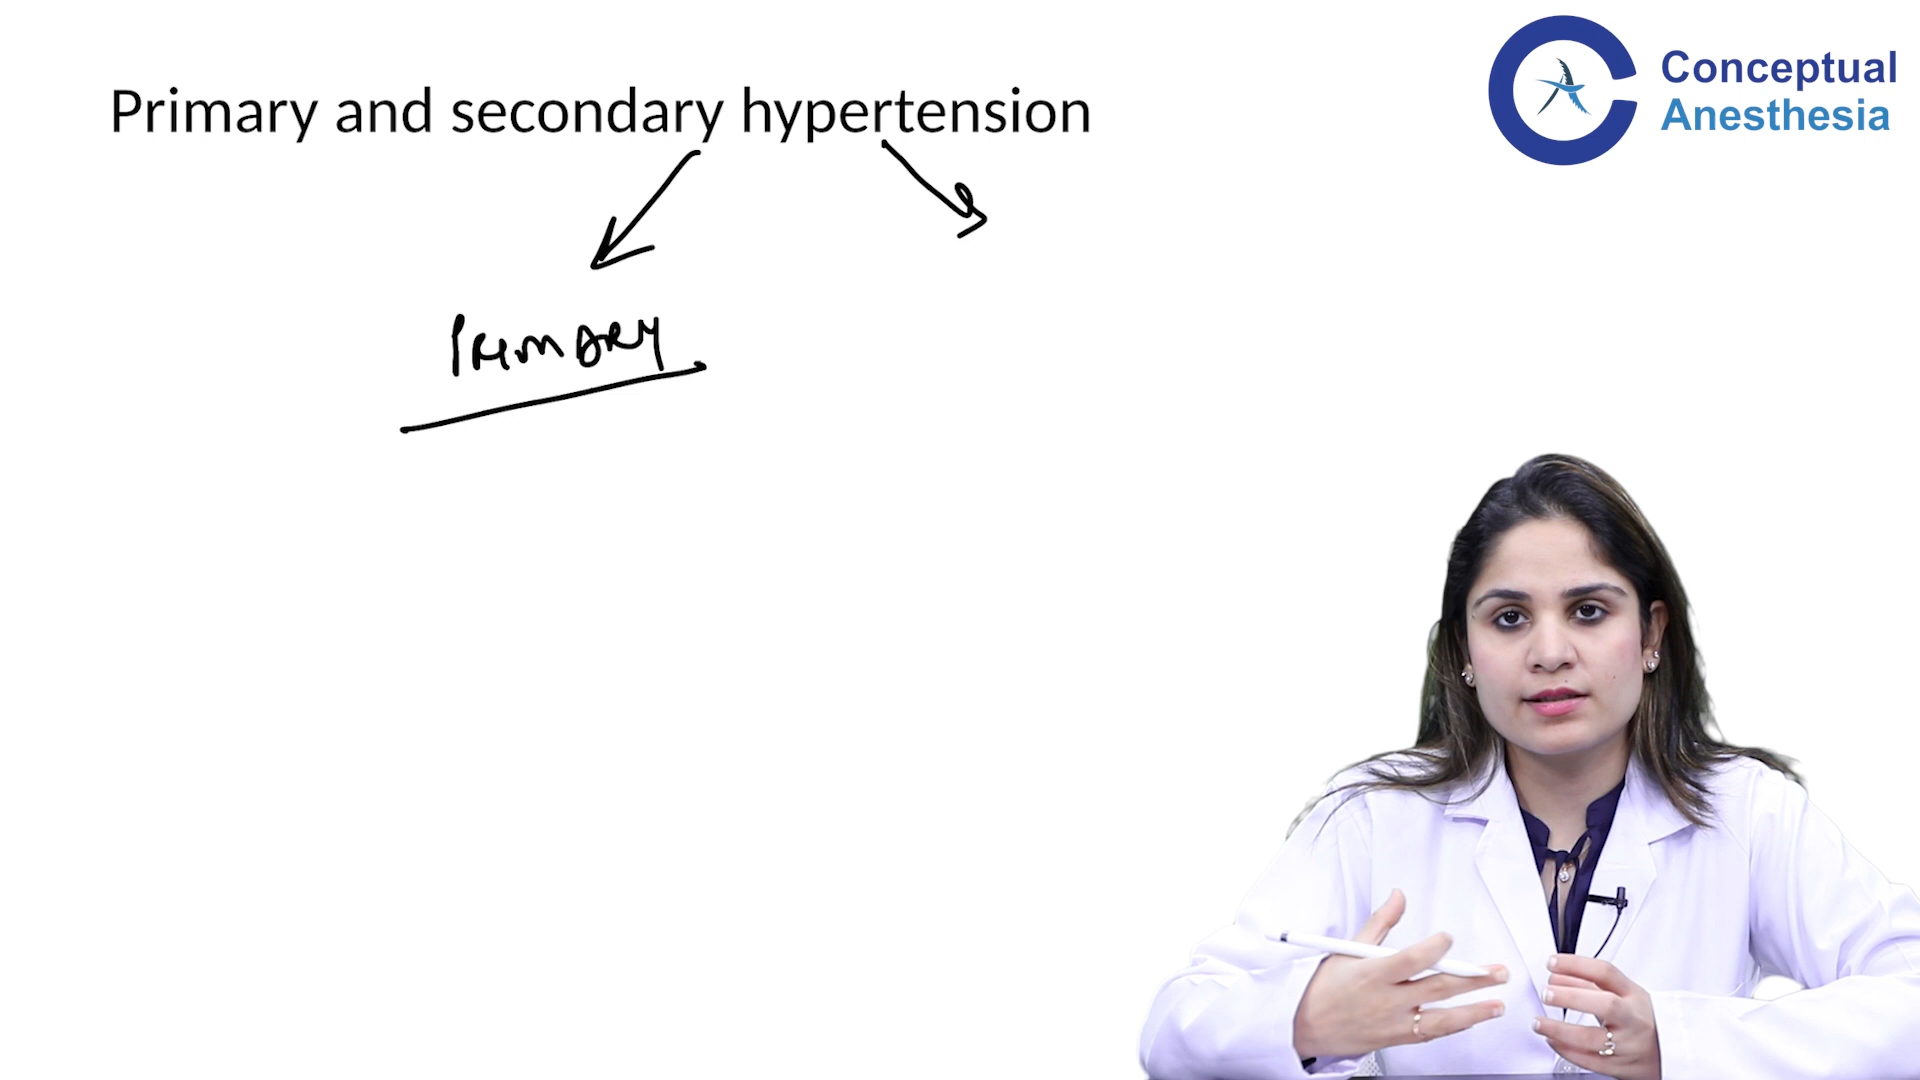 Primary and secondary hypertension
Conceptual
Anesthesia
PRIMARY